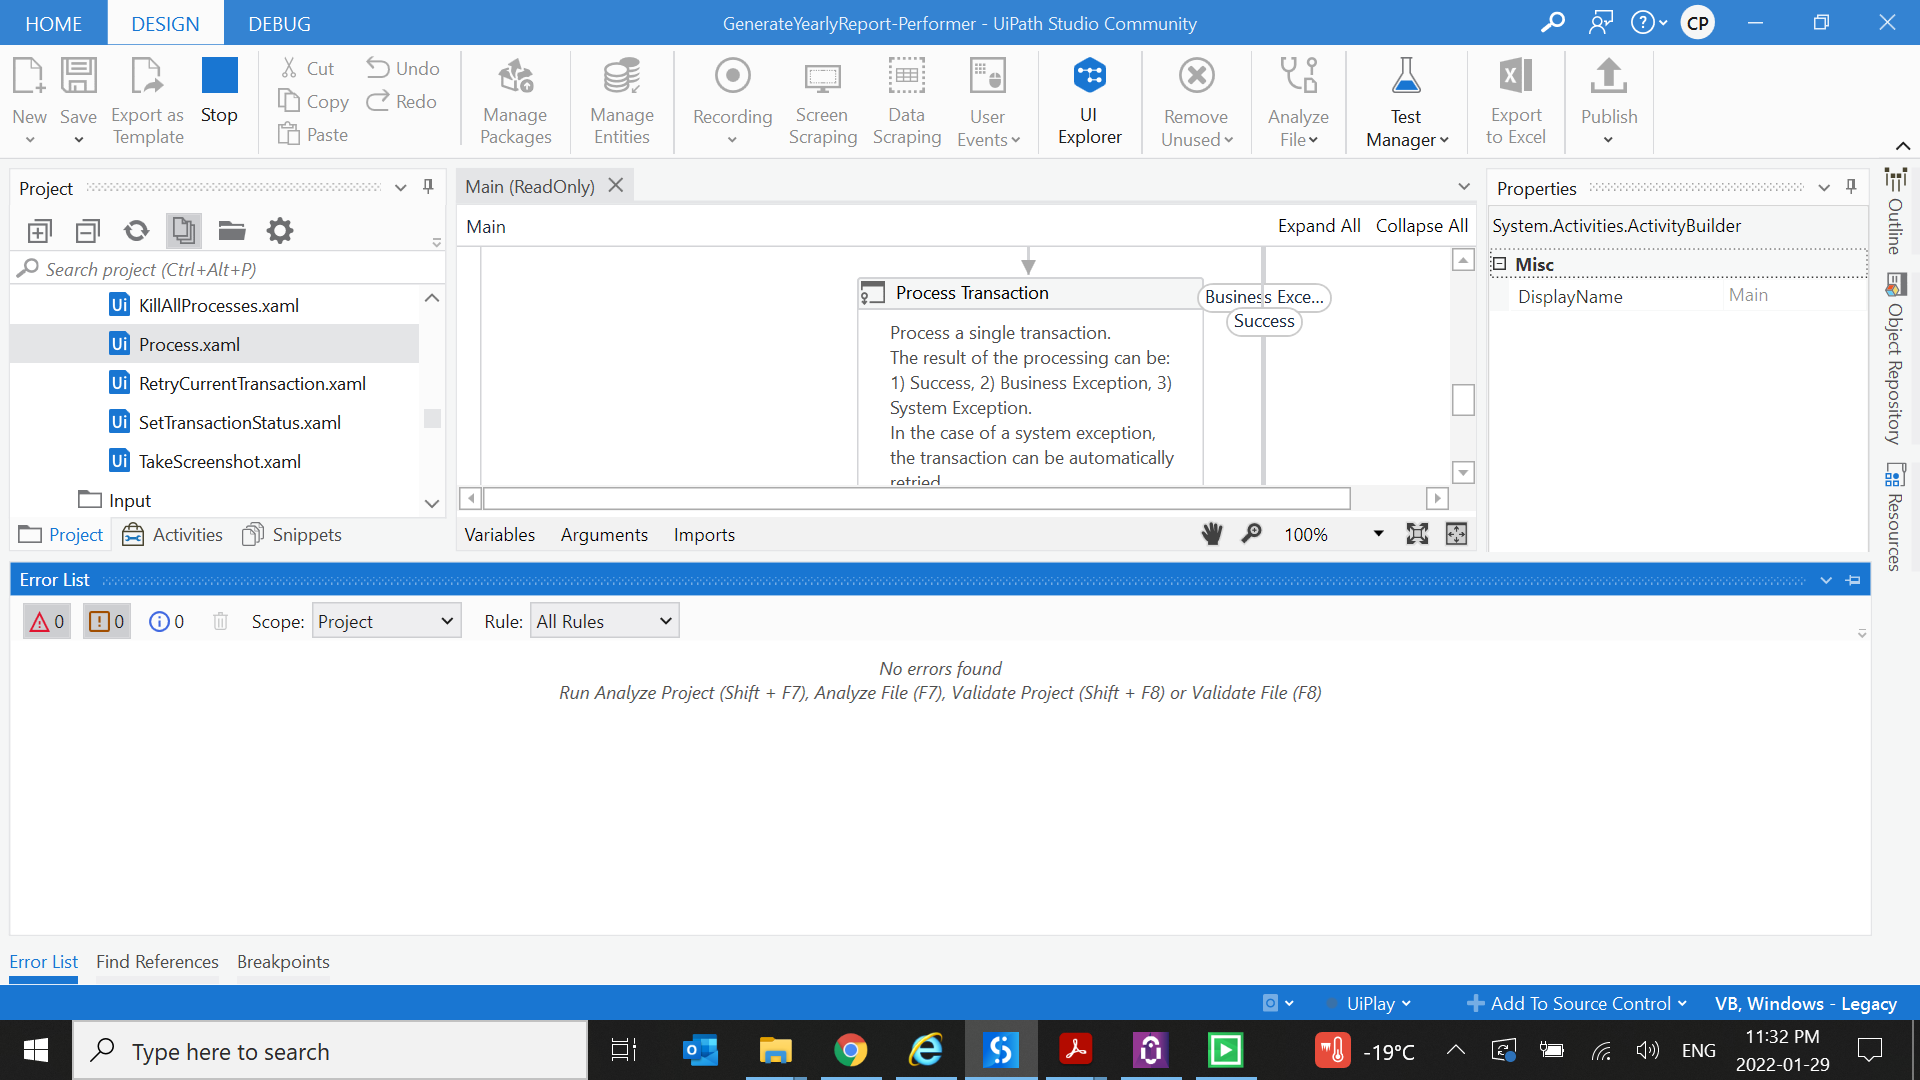 HOME
DESIGN
DEBUG
GenerateYearlyReport-Performer - UiPath Studio Community
CP
New
Save
Export as
Template
Stop
Cut
Copy
Paste
Undo
Redo
Manage
Packages
Manage
Entities
Recording
Screen
Scraping
Data
Scraping
User
Events
UI
Explorer
Remove
Unused
Analyze
File
Test
Manager
Export
to Excel
Publish
Project
Search project (Ctrl+Alt+P)
Ui KillAllProcesses.xaml
Ui Process.xaml
Ui RetryCurrentTransaction.xaml
Ui SetTransactionStatus.xaml
Ui TakeScreenshot.xaml
Input
Project
Activities
Snippets
Main (ReadOnly)
Main
Expand All
Collapse All
Process Transaction
Business Exce...
Success
Process a single transaction.
The result of the processing can be:
1) Success, 2) Business Exception, 3)
System Exception.
In the case of a system exception,
the transaction can be automatically
retried
Variables
Arguments
Imports
100%
Properties
System.Activities.ActivityBuilder
Misc
DisplayName
Main
Outline
Object Repository
Resources
Error List
0
0
0
Scope:
Project
Rule:
All Rules
No errors found
Run Analyze Project (Shift + F7), Analyze File (F7), Validate Project (Shift + F8) or Validate File (F8)
Error List
Find References
Breakpoints
UiPlay
Add To Source Control
VB, Windows - Legacy
Type here to search
-19°C
ENG
11:32 PM
2022-01-29